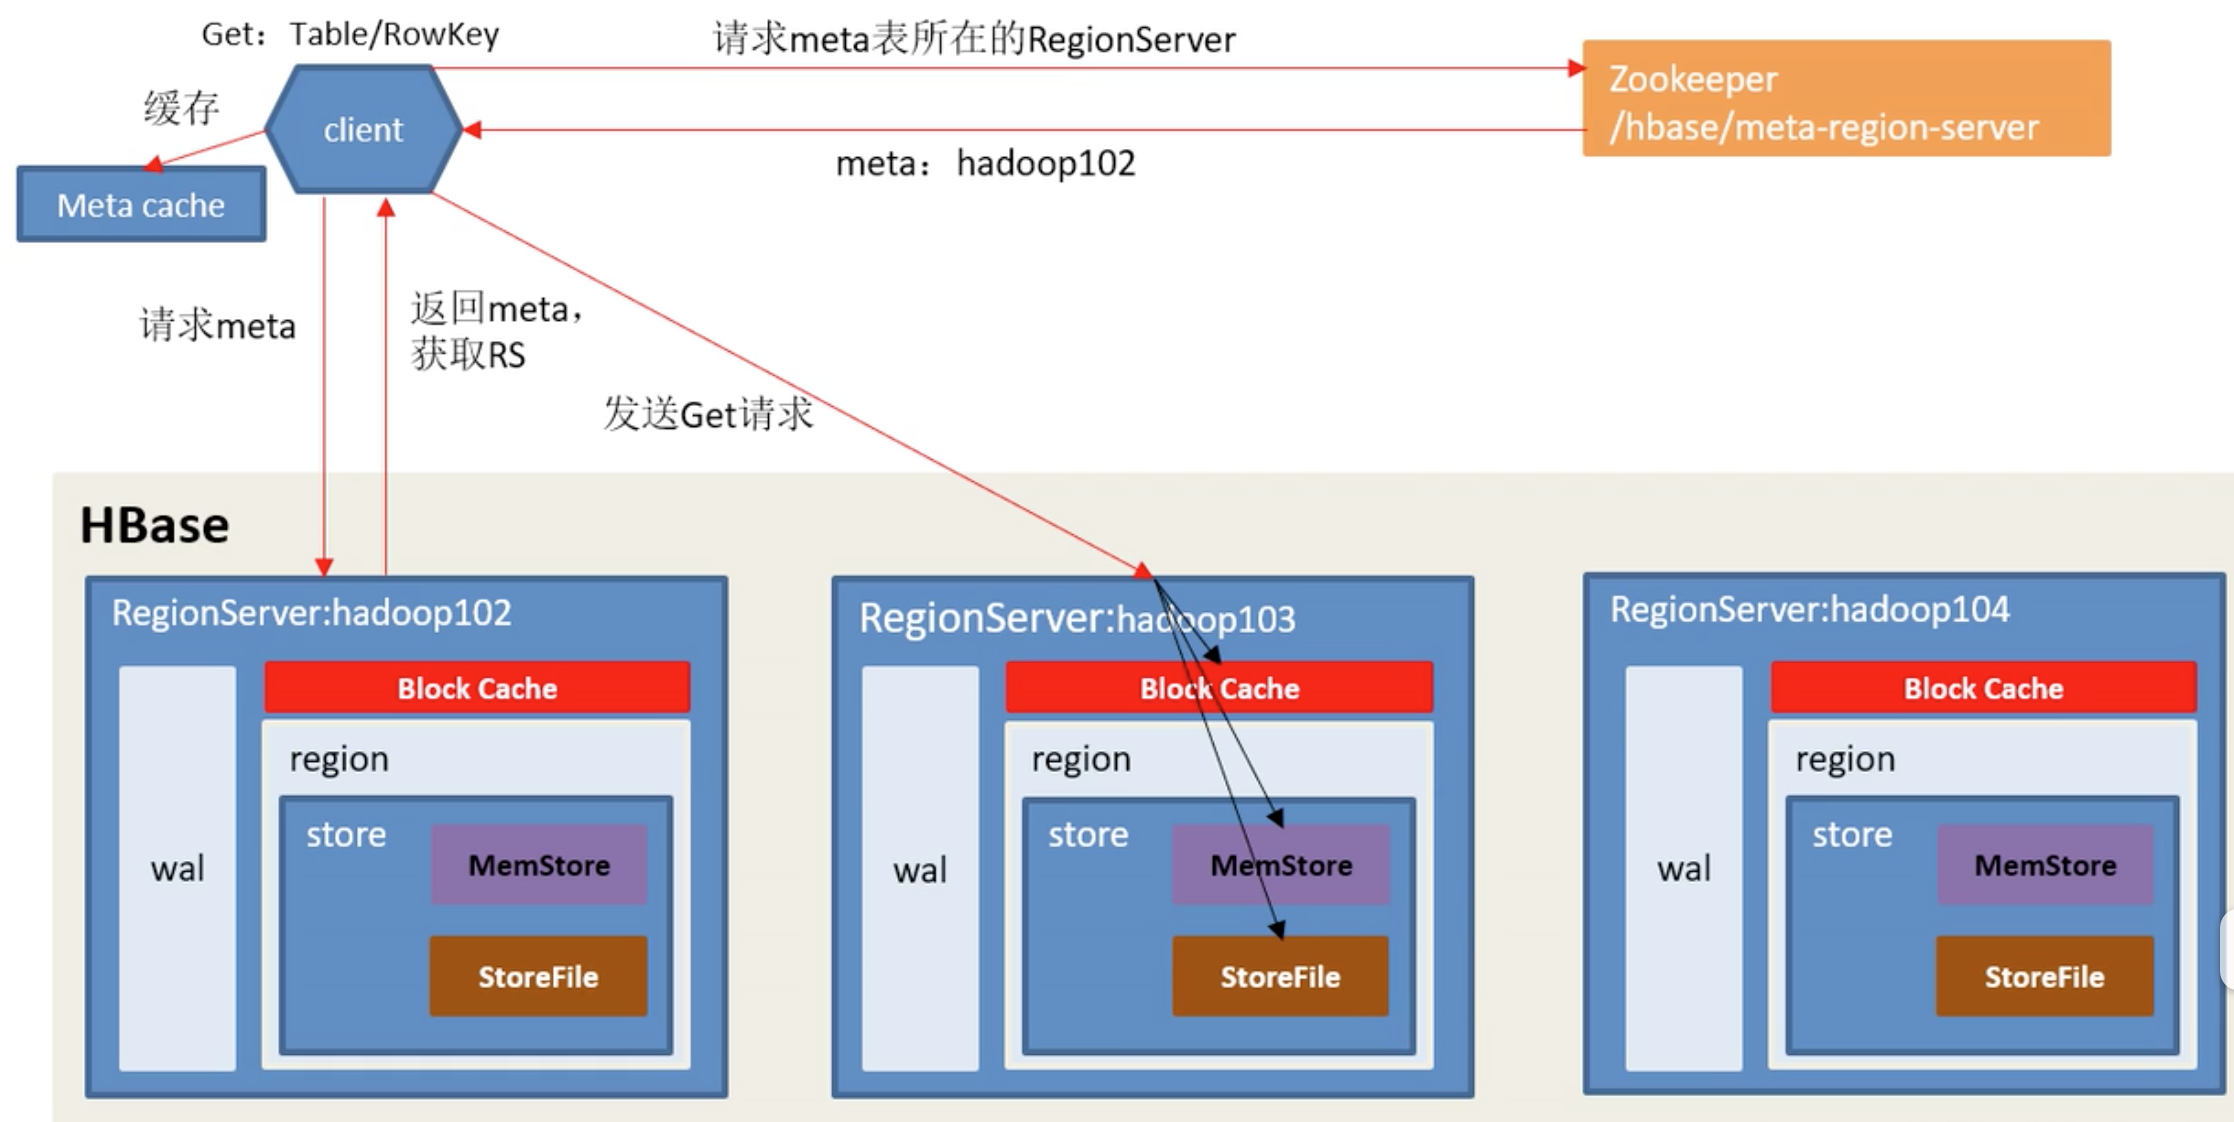 Get：Table/RowKey
请求meta表所在的RegionServer
Zookeeper
/hbase/meta-region-server
缓存
client
meta：hadoop102
Meta cache
请求meta
返回meta，
获取RS
发送Get请求
HBase
RegionServer:hadoop102
Block Cache
region
store
MemStore
wal
StoreFile
RegionServer:hadoop103
Block Cache
region
store
MemStore
wal
StoreFile
RegionServer:hadoop104
Block Cache
region
store
MemStore
wal
StoreFile